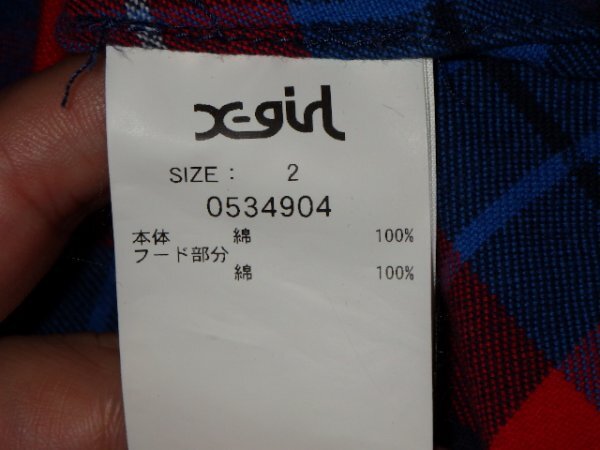 X-girl
SIZE : 2
0534904
本体 綿 100%
フード部分
綿 100%